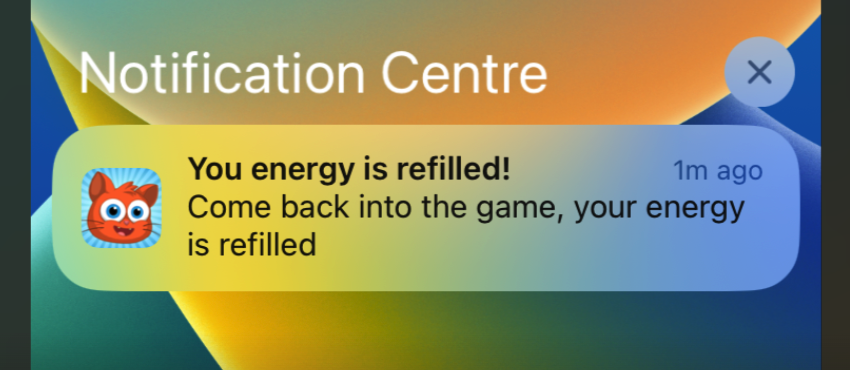 Notification Centre
You energy is refilled!
1m ago
Come back into the game, your energy
is refilled